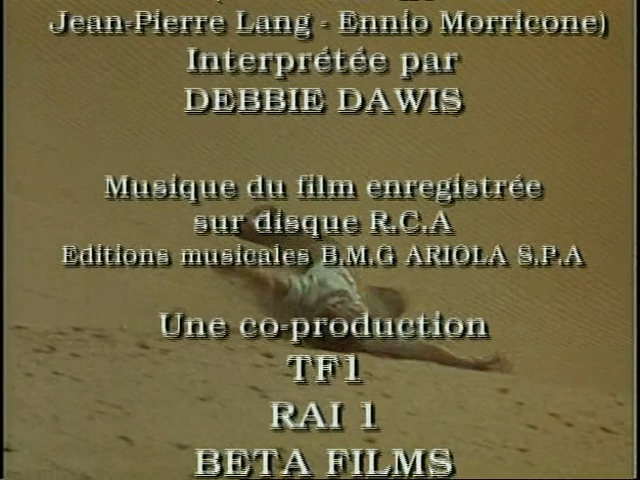 Jean-Pierre Lang - Ennio Morricone)
Interprétée par
DEBBIE DAWIS
Musique du film enregistrée
sur disque R.C.A
Editions musicales B.M.G ARIOLA S.P.A
Une co-production
TF1
RAI 1
BETA FILMS